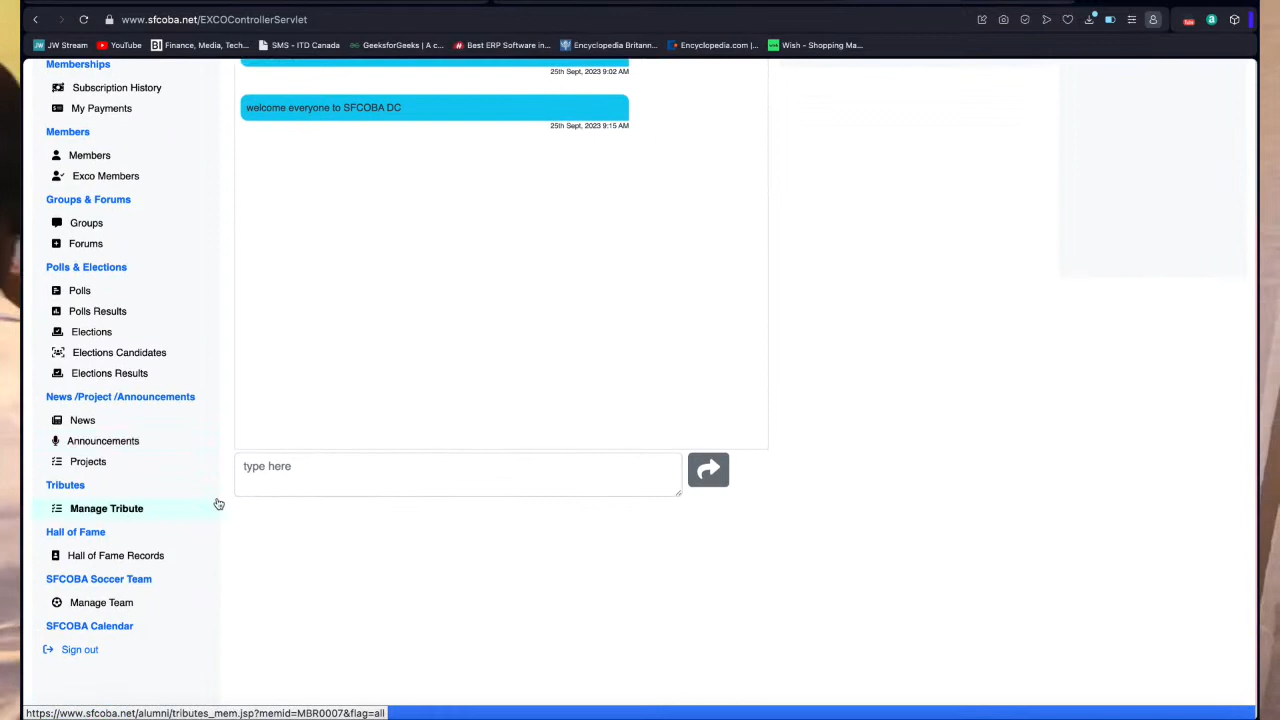 www.sfcoba.net/EXCOControllerServlet
JW Stream
YouTube
Finance, Media, Tech...
SMS - ITD Canada
GeeksforGeeks | A c...
Best ERP Software in...
Encyclopedia Britann...
Encyclopedia.com |...
Wish - Shopping Ma...
Memberships
Subscription History
My Payments
Members
Members
Exco Members
Groups & Forums
Groups
Forums
Polls & Elections
Polls
Polls Results
Elections
Elections Candidates
Elections Results
News /Project /Announcements
News
Announcements
Projects
Tributes
Manage Tribute
Hall of Fame
Hall of Fame Records
SFCOBA Soccer Team
Manage Team
SFCOBA Calendar
Sign out
25th Sept, 2023 9:02 AM
welcome everyone to SFCOBA DC
25th Sept, 2023 9:15 AM
type here
https://www.sfcoba.net/alumni/tributes_mem.jsp?memid=MBR0007&flag=all